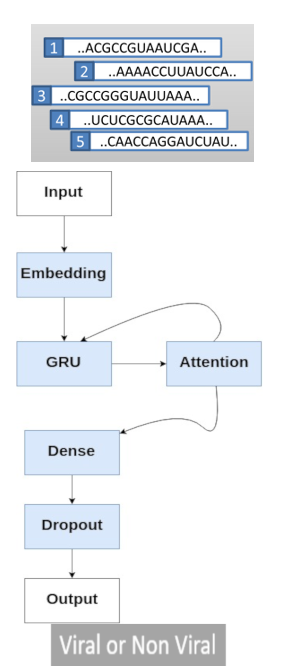 1 ..ACGCCGUAAUCGA..
2 ..AAAACCUUAUCCA..
3 ..CGCCGGGUAUUAAA..
4 ..UCUCGCGCAUAAA..
5 ..CAACCAGGAUCUAU..
Input
Embedding
GRU
Attention
Dense
Dropout
Output
Viral or Non Viral